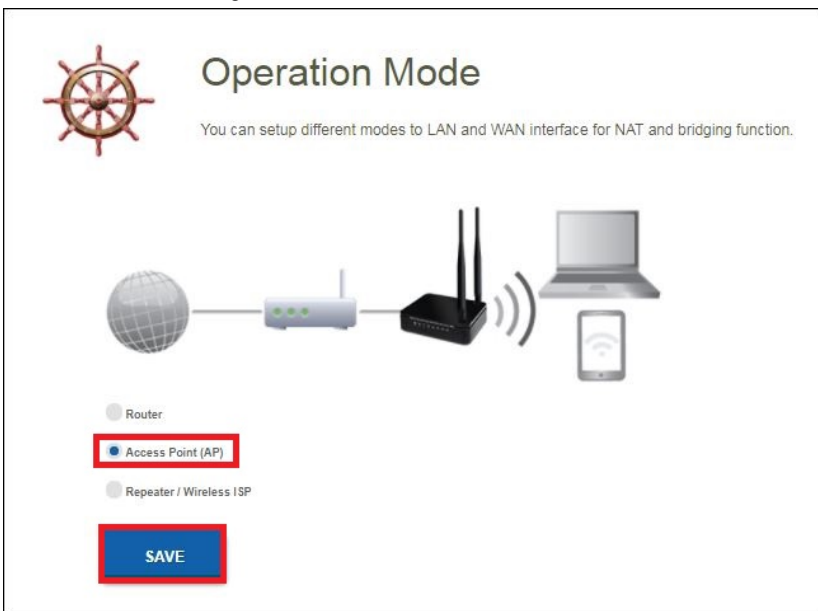 Operation Mode
You can setup different modes to LAN and WAN interface for NAT and bridging function.
Router
Access Point (AP)
Repeater / Wireless ISP
SAVE